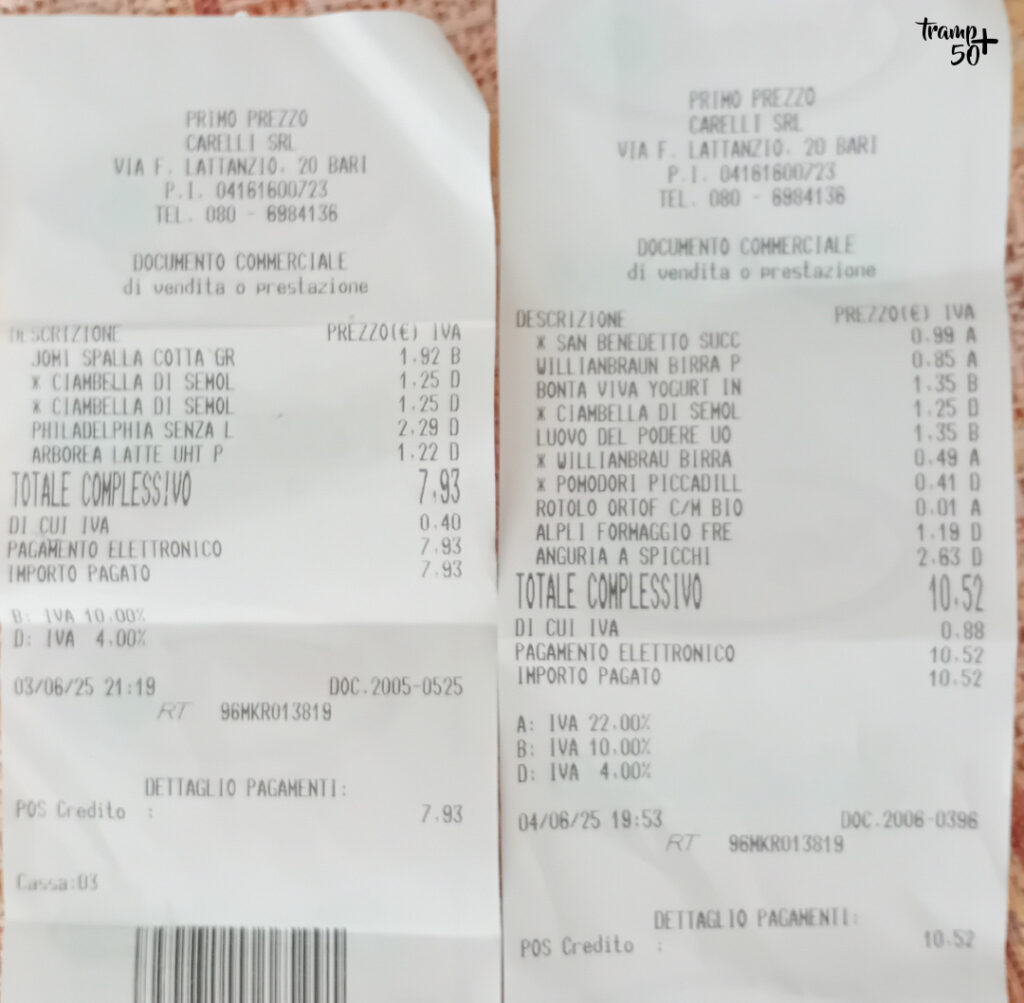 PRIMO PREZZO
CARELLI SRL
VIA F. LATTANZIO, 20 BARI
P.I. 04161600723
TEL. 080 - 6984136
DOCUMENTO COMMERCIALE
di vendita o prestazione
DESCRIZIONE PREZZO(€) IVA
JOMI SPALLA COTTA GR 1.92 B
* CIAMBELLA DI SEMOL 1.25 D
* CIAMBELLA DI SEMOL 1.25 D
PHILADELPHIA SENZA L 2.29 D
ARBOREA LATTE UHT P 1.22 D
TOTALE COMPLESSIVO 7,93
DI CUI IVA 0.40
PAGAMENTO ELETTRONICO 7.93
IMPORTO PAGATO 7.93
B: IVA 10.00%
D: IVA 4.00%
03/06/25 21:19 DOC.2005-0525
RT 96MKR013819
DETTAGLIO PAGAMENTI:
POS Credito : 7.93
Cassa:03
tramp
50+
PRIMO PREZZO
CARELLI SRL
VIA F. LATTANZIO, 20 BARI
P.I. 04161600723
TEL. 080 - 6984136
DOCUMENTO COMMERCIALE
di vendita o prestazione
DESCRIZIONE PREZZO(€) IVA
* SAN BENEDETTO SUCC 0.99 A
WILLIANBRAUN BIRRA P 0.85 A
BONTA VIVA YOGURT IN 1.35 B
* CIAMBELLA DI SEMOL 1.25 D
LUOVO DEL PODERE UO 1.35 B
* WILLIANBRAU BIRRA 0.49 A
* POMODORI PICCADILL 0.41 D
ROTOLO ORTOF C/M BIO 0.01 A
ALPLI FORMAGGIO FRE 1.19 D
ANGURIA A SPICCHI 2.63 D
TOTALE COMPLESSIVO 10,52
DI CUI IVA 0.88
PAGAMENTO ELETTRONICO 10.52
IMPORTO PAGATO 10.52
A: IVA 22.00%
B: IVA 10.00%
D: IVA 4.00%
04/06/25 19:53 DOC.2006-0396
RT 96MKR013819
DETTAGLIO PAGAMENTI:
POS Credito : 10.52